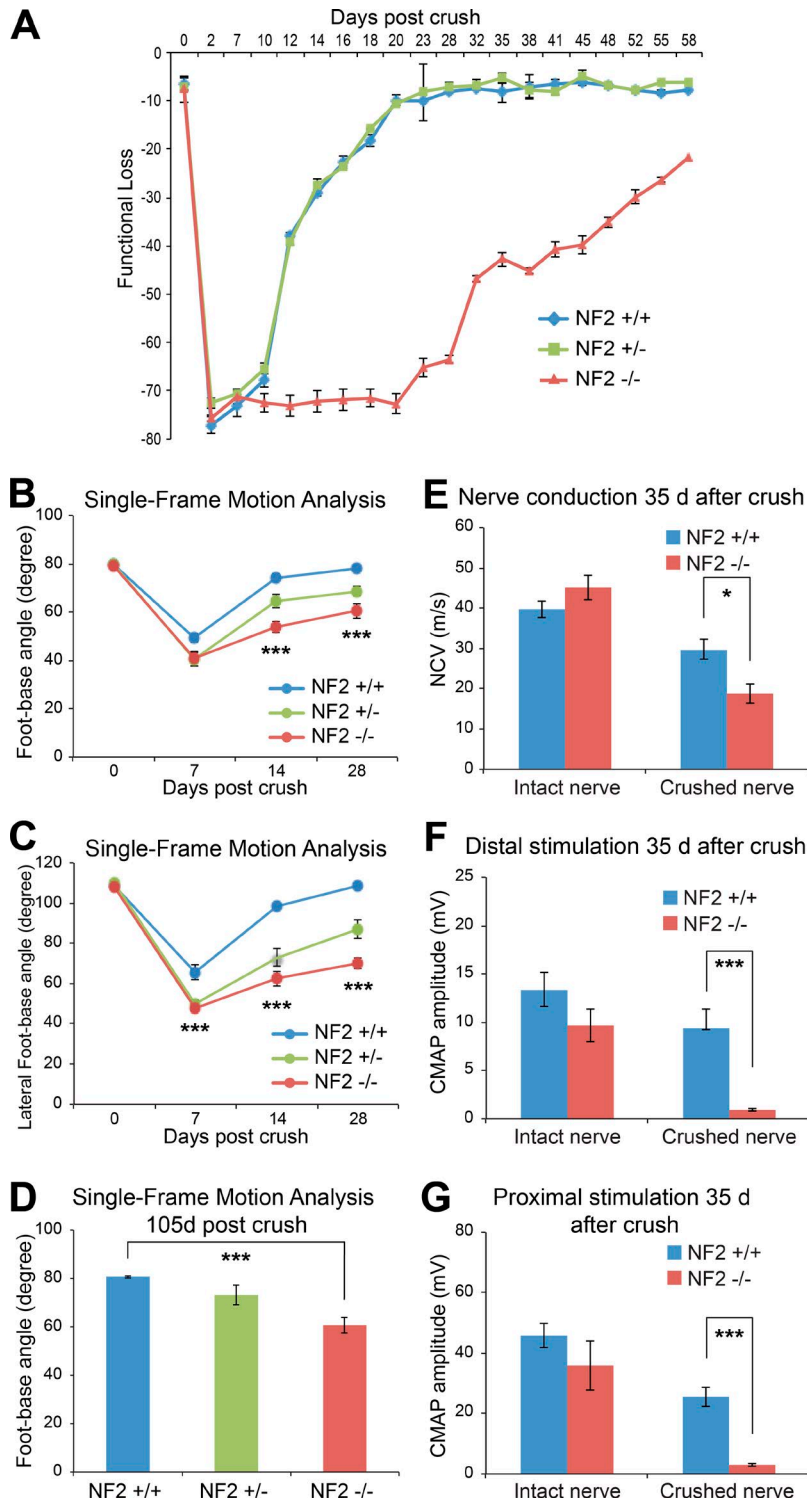 A
Days post crush
0 2 7 10 12 14 16 18 20 23 28 32 35 38 41 45 48 52 55 58
0
-10
-20
-30
-40
-50
-60
-70
-80
Functional Loss
NF2 +/+
NF2 +/-
NF2 -/-
B
Single-Frame Motion Analysis
100
80
60
40
20
0
Foot-base angle (degree)
***
***
NF2 +/+
NF2 +/-
NF2 -/-
0 7 14 28
Days post crush
C
Single-Frame Motion Analysis
120
100
80
60
40
20
0
Lateral Foot-base angle (degree)
***
***
***
NF2 +/+
NF2 +/-
NF2 -/-
0 7 14 28
Days post crush
D
Single-Frame Motion Analysis
105d post crush
100
80
60
40
20
0
Foot-base angle (degree)
***
NF2 +/+ NF2 +/- NF2 -/-
E
Nerve conduction 35 d after crush
60
50
40
30
20
10
0
NCV (m/s)
NF2 +/+
NF2 -/-
*
Intact nerve Crushed nerve
F
Distal stimulation 35 d after crush
25
20
15
10
5
0
CMAP amplitude (mV)
NF2 +/+
NF2 -/-
***
Intact nerve Crushed nerve
G
Proximal stimulation 35 d
after crush
80
60
40
20
0
CMAP amplitude (mV)
NF2 +/+
NF2 -/-
***
Intact nerve Crushed nerve